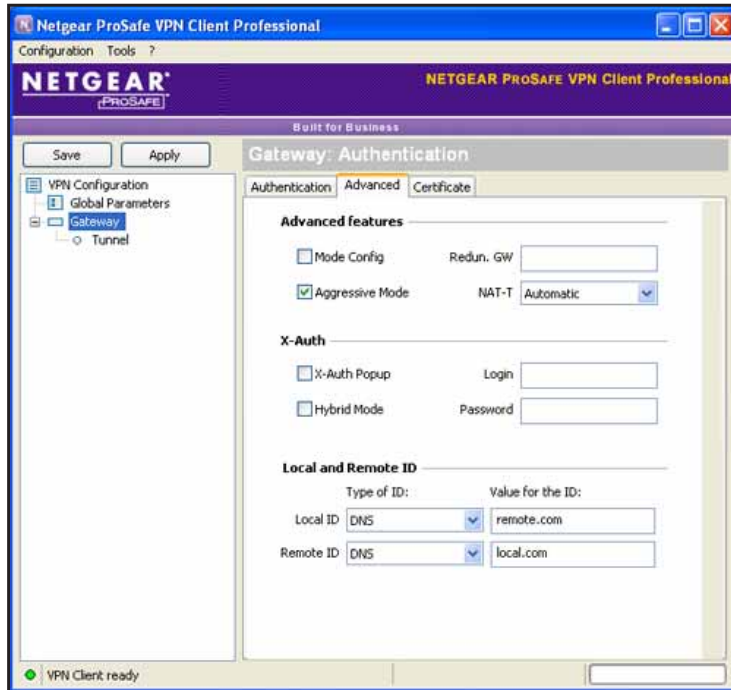 Netgear ProSafe VPN Client Professional
Configuration Tools ?
NETGEAR®
PROSAFE
NETGEAR PROSAFE VPN Client Professional
Built for Business
Save Apply
Gateway: Authentication
VPN Configuration
Global Parameters
Gateway
Tunnel
Authentication Advanced Certificate
Advanced features
Mode Config Redun. GW
Aggressive Mode NAT-T Automatic
X-Auth
X-Auth Popup Login
Hybrid Mode Password
Local and Remote ID
Type of ID: Value for the ID:
Local ID DNS remote.com
Remote ID DNS local.com
VPN Client ready